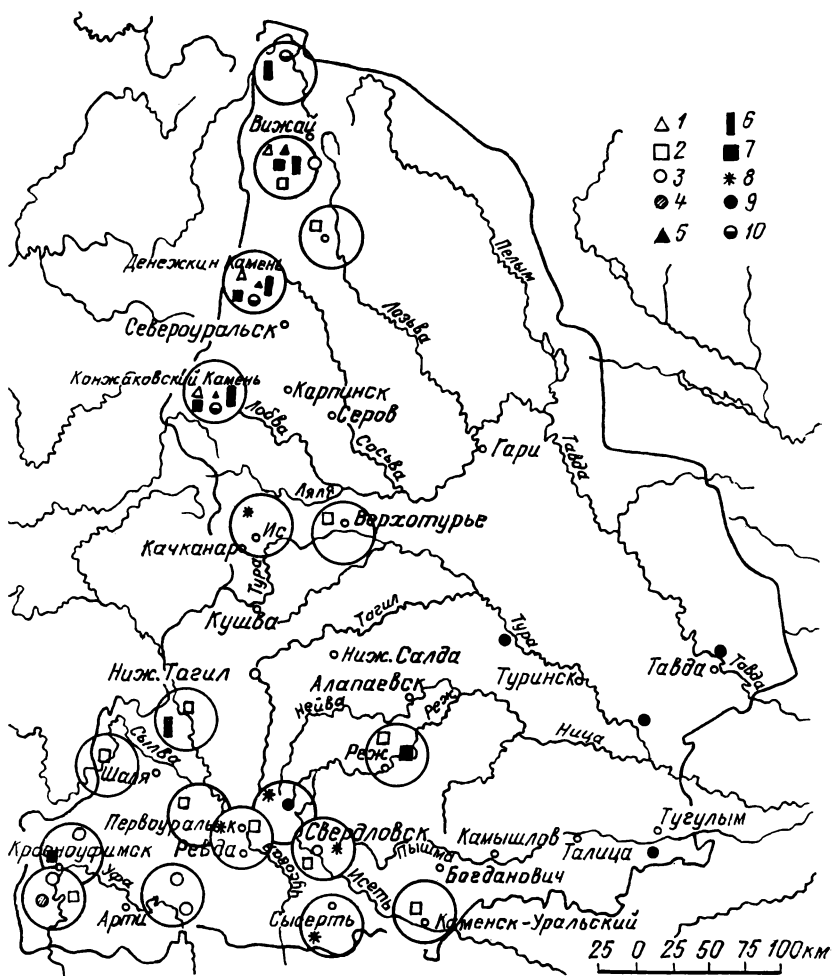 1 6
2 7
3 8
4 9
5 10
Вижай
Пелым
Денежкин Камень
Лозьва
Североуральск
Конжаковский Камень
Карпинск
Серов
Лобва
Сосьва
Гари
Тавда
Ляля
Ис
Верхотурье
Качканар
Тура
Кушва
Тагил
Тура
Ниж. Салда
Тавда
Тавда
Ниж. Тагил
Алапаевск
Туринск
Нейва
Реж
Ница
Сылва
Реж
Шаля
Первоуральск
Свердловск
Тугулым
Камышлов
Красноуфимск
Ревда
Пышма
Талица
Богданович
Уфа
Чусовой
Исеть
Арти
Сысерть
Каменск-Уральский
25 0 25 50 75 100 км